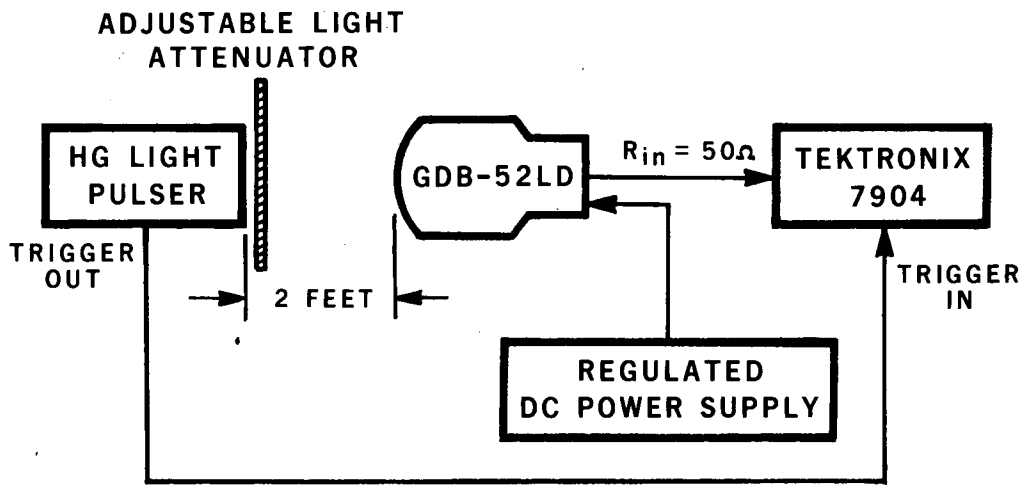 ADJUSTABLE LIGHT
ATTENUATOR
HG LIGHT
PULSER
GDB-52LD
Rin = 50Ω
TEKTRONIX
7904
TRIGGER
OUT
2 FEET
TRIGGER
IN
REGULATED
DC POWER SUPPLY